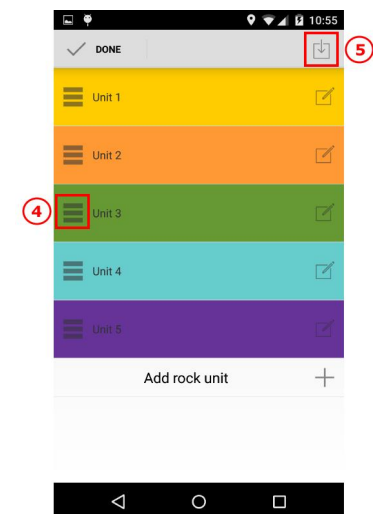 10:55
DONE
5
Unit 1
Unit 2
4
Unit 3
Unit 4
Unit 5
Add rock unit